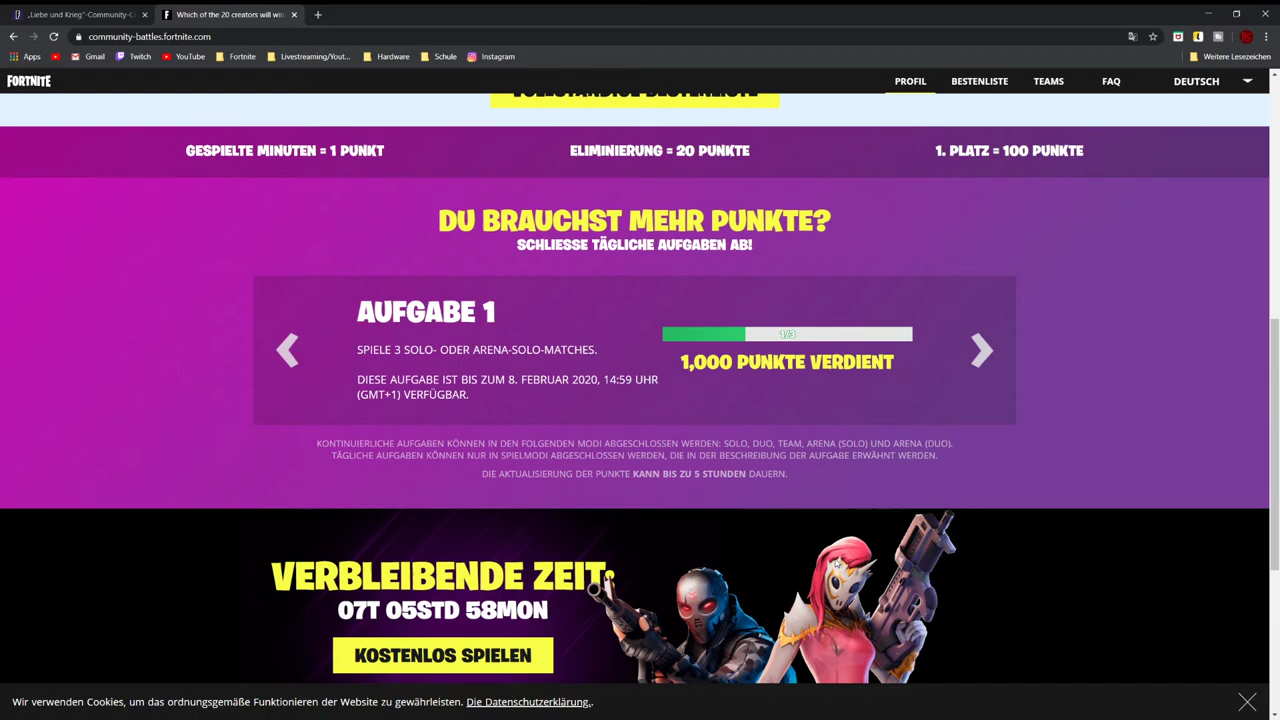 „Liebe und Krieg"-Community-C
Which of the 20 creators will win
community-battles.fortnite.com
Apps
Gmail
Twitch
YouTube
Fortnite
Livestreaming/Yout...
Hardware
Schule
Instagram
Weitere Lesezeichen
FORTNITE
PROFIL
BESTENLISTE
TEAMS
FAQ
DEUTSCH
GESPIELTE MINUTEN = 1 PUNKT
ELIMINIERUNG = 20 PUNKTE
1. PLATZ = 100 PUNKTE
DU BRAUCHST MEHR PUNKTE?
SCHLIESSE TÄGLICHE AUFGABEN AB!
AUFGABE 1
1/3
SPIELE 3 SOLO- ODER ARENA-SOLO-MATCHES.
1,000 PUNKTE VERDIENT
DIESE AUFGABE IST BIS ZUM 8. FEBRUAR 2020, 14:59 UHR
(GMT+1) VERFÜGBAR.
KONTINUIERLICHE AUFGABEN KÖNNEN IN DEN FOLGENDEN MODI ABGESCHLOSSEN WERDEN: SOLO, DUO, TEAM, ARENA (SOLO) UND ARENA (DUO).
TÄGLICHE AUFGABEN KÖNNEN NUR IN SPIELMODI ABGESCHLOSSEN WERDEN, DIE IN DER BESCHREIBUNG DER AUFGABE ERWÄHNT WERDEN.
DIE AKTUALISIERUNG DER PUNKTE KANN BIS ZU 5 STUNDEN DAUERN.
VERBLEIBENDE ZEIT:
07T 05STD 58MON
KOSTENLOS SPIELEN
Wir verwenden Cookies, um das ordnungsgemäße Funktionieren der Website zu gewährleisten. Die Datenschutzerklärung..